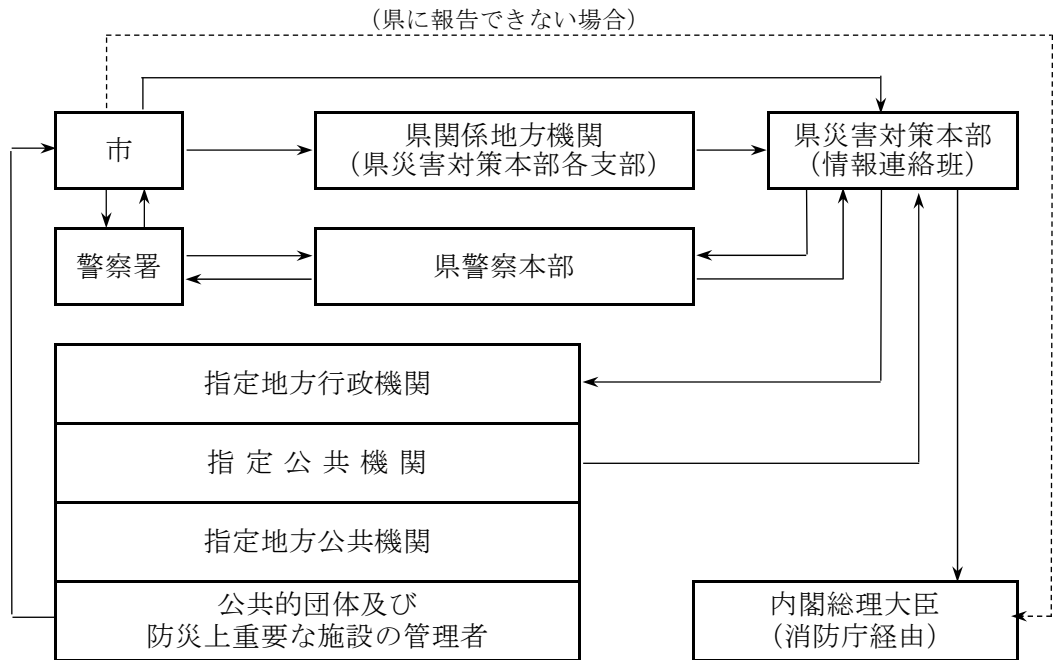 （県に報告できない場合）
市
県関係地方機関
（県災害対策本部各支部）
県災害対策本部
（情報連絡班）
警察署
県警察本部
指定地方行政機関
指 定 公 共 機 関
指定地方公共機関
公共的団体及び
防災上重要な施設の管理者
内閣総理大臣
（消防庁経由）